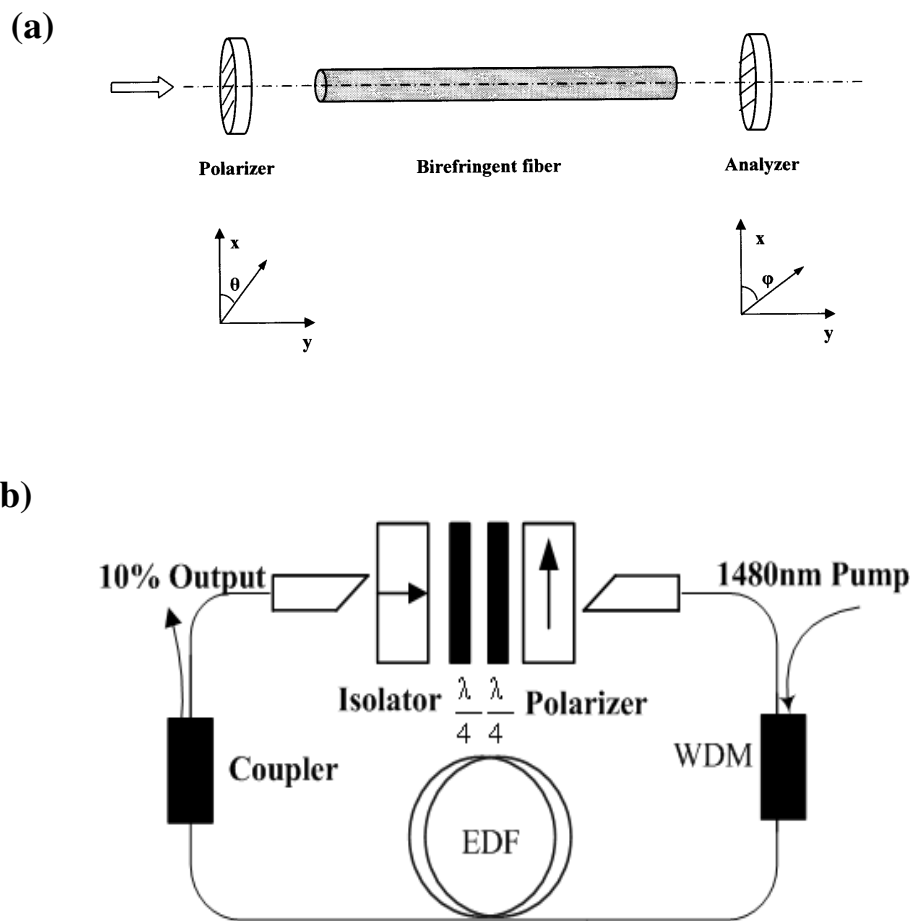 (a)
Polarizer
Birefringent fiber
Analyzer
x
θ
y
x
φ
y
b)
10% Output
1480nm Pump
Isolator
λ/4
λ/4
Polarizer
Coupler
WDM
EDF